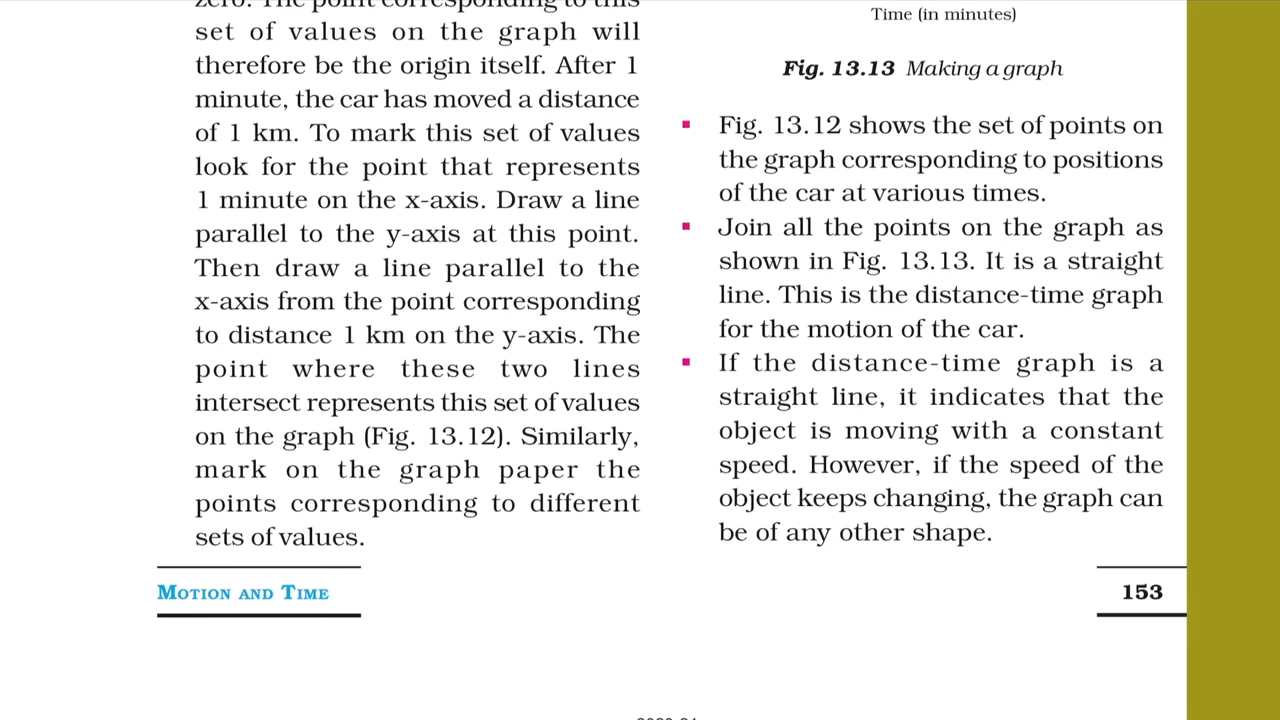 zero. The point corresponding to this
set of values on the graph will
therefore be the origin itself. After 1
minute, the car has moved a distance
of 1 km. To mark this set of values
look for the point that represents
1 minute on the x-axis. Draw a line
parallel to the y-axis at this point.
Then draw a line parallel to the
x-axis from the point corresponding
to distance 1 km on the y-axis. The
point where these two lines
intersect represents this set of values
on the graph (Fig. 13.12). Similarly,
mark on the graph paper the
points corresponding to different
sets of values.
Time (in minutes)
Fig. 13.13 Making a graph
▪ Fig. 13.12 shows the set of points on
the graph corresponding to positions
of the car at various times.
▪ Join all the points on the graph as
shown in Fig. 13.13. It is a straight
line. This is the distance-time graph
for the motion of the car.
▪ If the distance-time graph is a
straight line, it indicates that the
object is moving with a constant
speed. However, if the speed of the
object keeps changing, the graph can
be of any other shape.
MOTION AND TIME
153